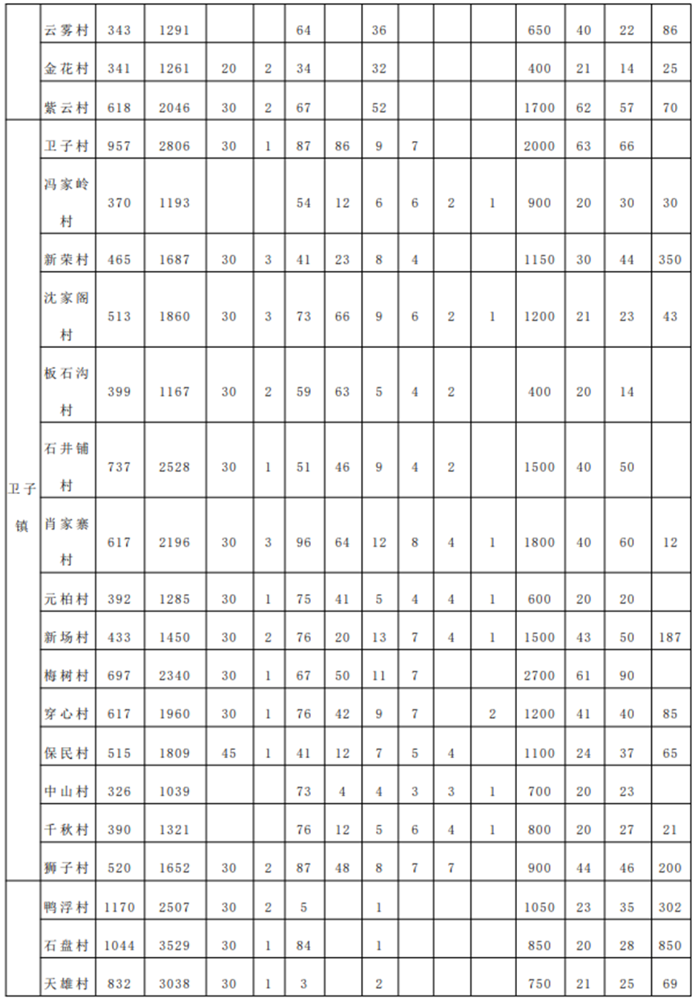 云雾村 343 1291 64 36 650 40 22 86
金花村 341 1261 20 2 34 32 400 21 14 25
紫云村 618 2046 30 2 67 52 1700 62 57 70
卫子镇
卫子村 957 2806 30 1 87 86 9 7 2000 63 66
冯家岭村 370 1193 54 12 6 6 2 1 900 20 30 30
新荣村 465 1687 30 3 41 23 8 4 1150 30 44 350
沈家阁村 513 1860 30 3 73 66 9 6 2 1 1200 21 23 43
板石沟村 399 1167 30 2 59 63 5 4 2 400 20 14
石井铺村 737 2528 30 1 51 46 9 4 2 1500 40 50
肖家寨村 617 2196 30 3 96 64 12 8 4 1 1800 40 60 12
元柏村 392 1285 30 1 75 41 5 4 4 1 600 20 20
新场村 433 1450 30 2 76 20 13 7 4 1 1500 43 50 187
梅树村 697 2340 30 1 67 50 11 7 2700 61 90
穿心村 617 1960 30 1 76 42 9 7 2 1200 41 40 85
保民村 515 1809 45 1 41 12 7 5 4 1100 24 37 65
中山村 326 1039 73 4 4 3 3 1 700 20 23
千秋村 390 1321 76 12 5 6 4 1 800 20 27 21
狮子村 520 1652 30 2 87 48 8 7 7 900 44 46 200
鸭浮村 1170 2507 30 2 5 1 1050 23 35 302
石盘村 1044 3529 30 1 84 1 850 20 28 850
天雄村 832 3038 30 1 3 2 750 21 25 69